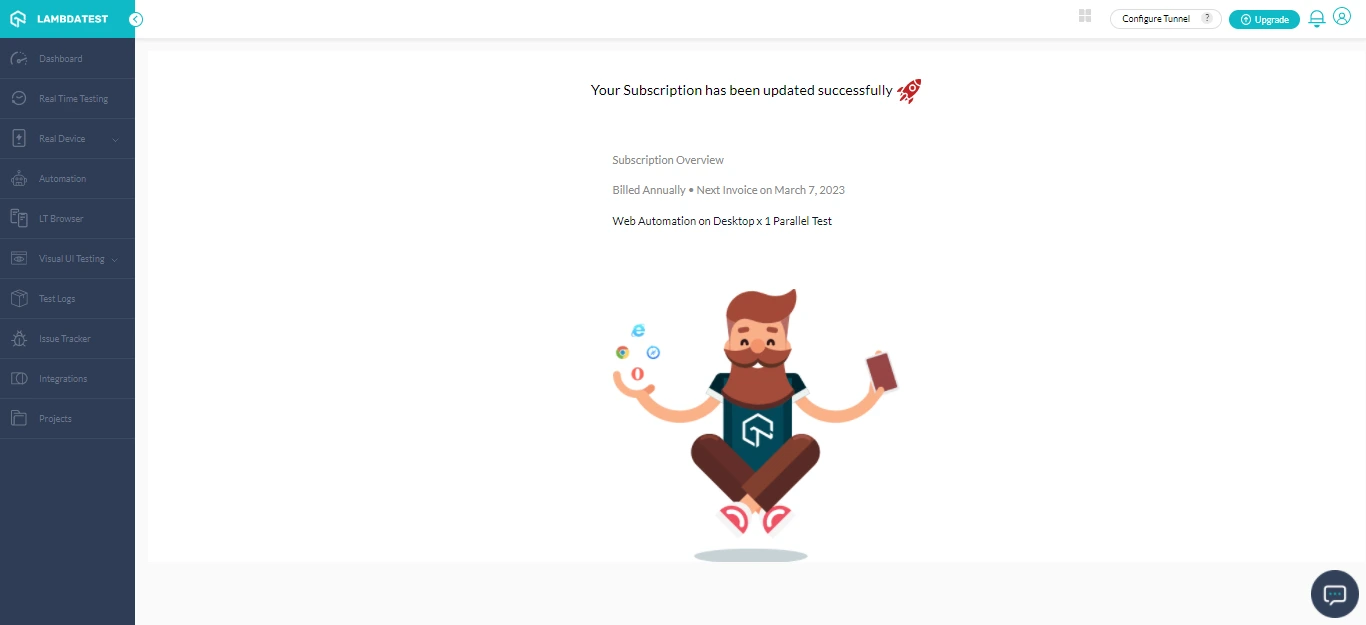 LAMBDATEST
Configure Tunnel ?
Upgrade
Dashboard
Real Time Testing
Real Device
Automation
LT Browser
Visual UI Testing
Test Logs
Issue Tracker
Integrations
Projects
Your Subscription has been updated successfully
Subscription Overview
Billed Annually • Next Invoice on March 7, 2023
Web Automation on Desktop x 1 Parallel Test